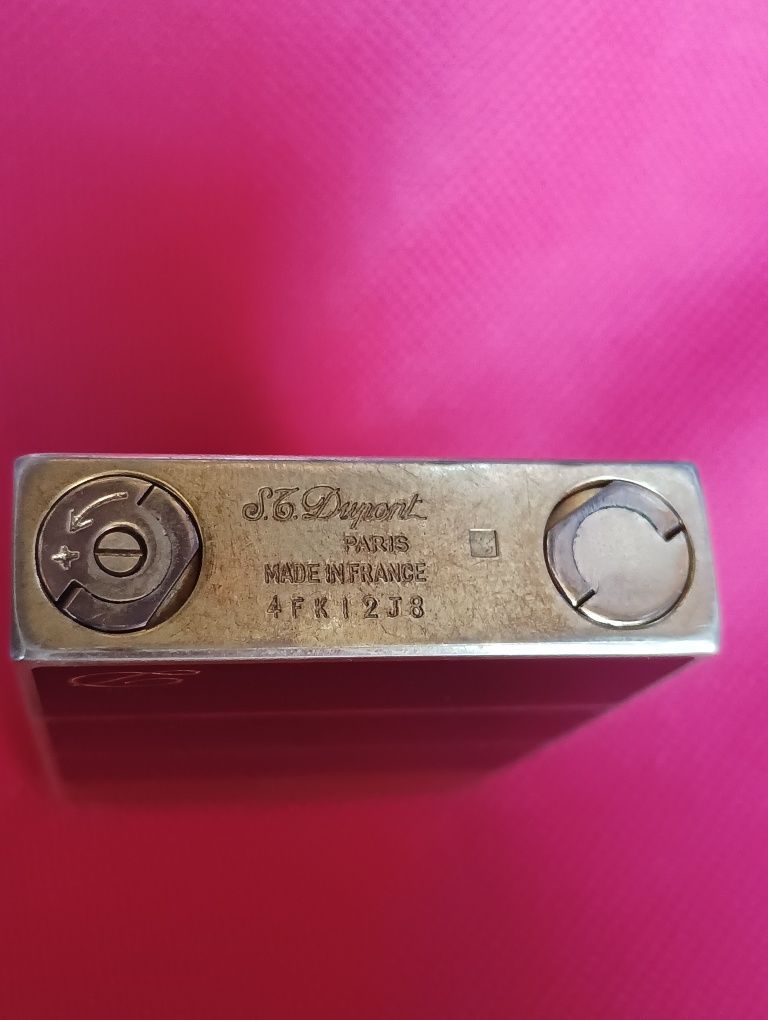 S.T. Dupont
PARIS
MADE IN FRANCE
4FK12J8
+